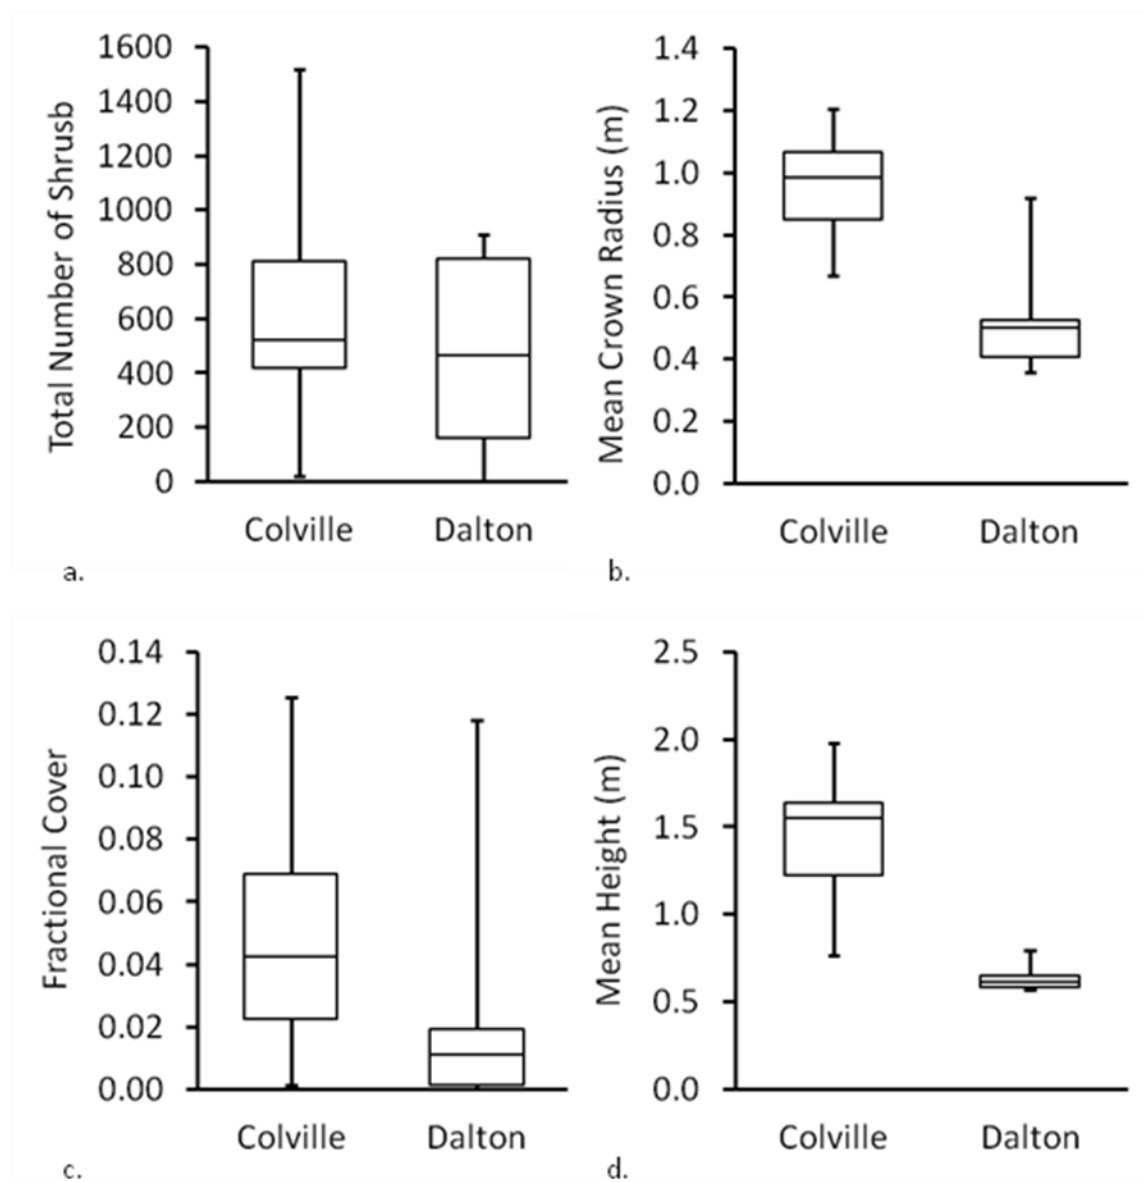 Total Number of Shrusb
1600
1400
1200
1000
800
600
400
200
0
Colville Dalton
a.
Mean Crown Radius (m)
1.4
1.2
1.0
0.8
0.6
0.4
0.2
0.0
Colville Dalton
b.
Fractional Cover
0.14
0.12
0.10
0.08
0.06
0.04
0.02
0.00
Colville Dalton
c.
Mean Height (m)
2.5
2.0
1.5
1.0
0.5
0.0
Colville Dalton
d.